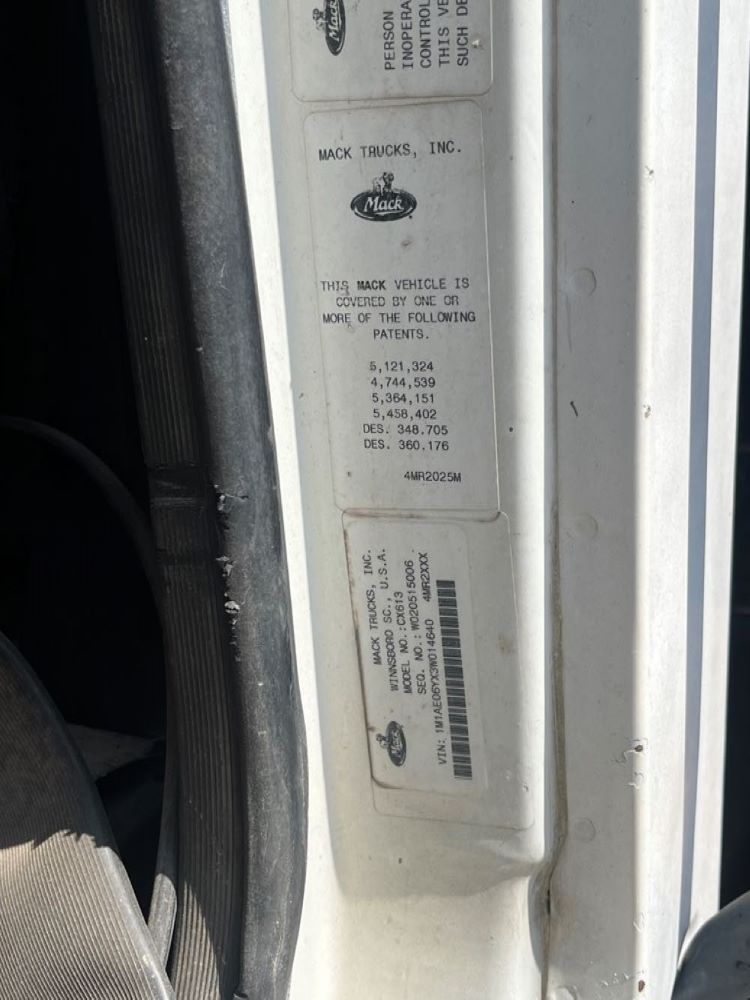 Mack
PERSON
INOPERA
CONTROL
THIS VE
SUCH DE
MACK TRUCKS, INC.
Mack
THIS MACK VEHICLE IS
COVERED BY ONE OR
MORE OF THE FOLLOWING
PATENTS.
5,121,324
4,744,539
5,364,151
5,458,402
DES. 348.705
DES. 360.176
4MR2025M
Mack
MACK TRUCKS, INC.
WINNSBORO SC., U.S.A.
MODEL NO.:CX613
SEQ. NO.:W020515006
4MR2XXX
VIN: 1M1AE06YX3W014640